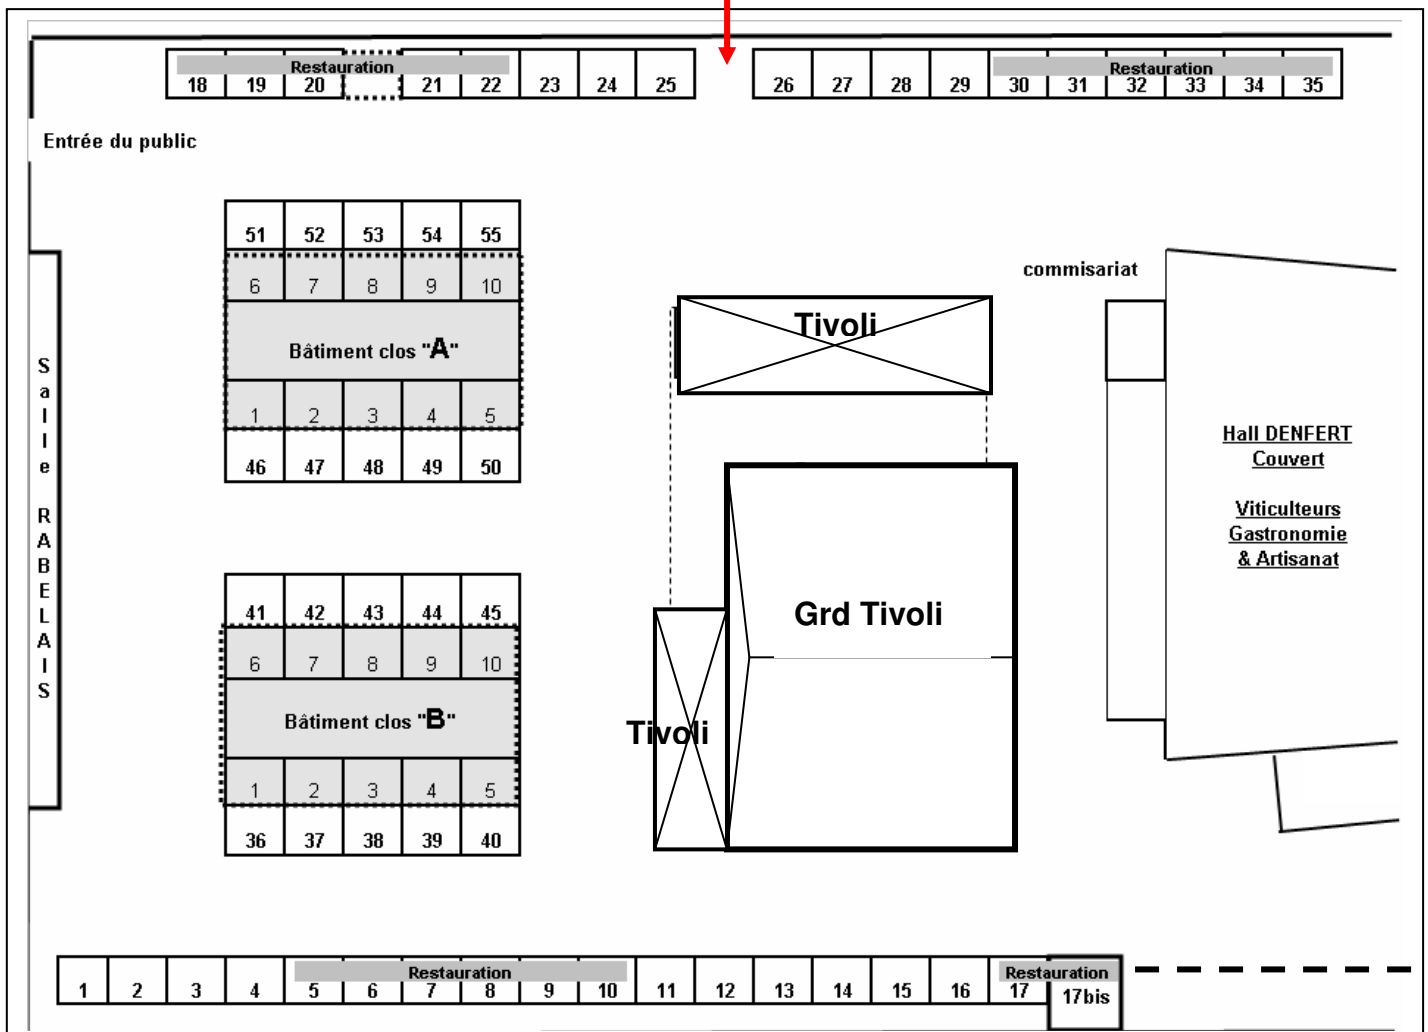 Restauration
18 19 20 21 22 23 24 25
Restauration
26 27 28 29 30 31 32 33 34 35
Entrée du public
51 52 53 54 55
6 7 8 9 10
Bâtiment clos "A"
1 2 3 4 5
46 47 48 49 50
commisariat
Tivoli
Salle RABELAIS
Hall DENFERT
Couvert
Viticulteurs
Gastronomie
& Artisanat
41 42 43 44 45
6 7 8 9 10
Bâtiment clos "B"
1 2 3 4 5
36 37 38 39 40
Grd Tivoli
Tivoli
Restauration
Restauration
1 2 3 4 5 6 7 8 9 10 11 12 13 14 15 16 17 17bis